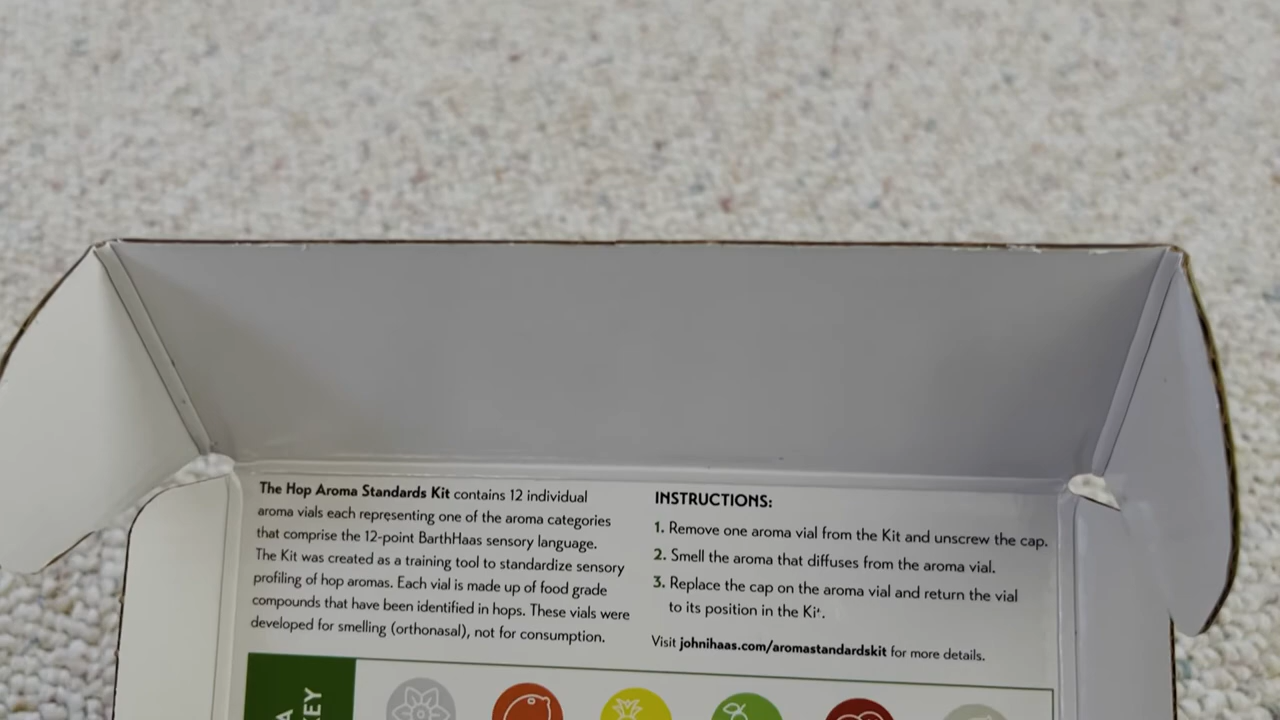 The Hop Aroma Standards Kit contains 12 individual
aroma vials each representing one of the aroma categories
that comprise the 12-point BarthHaas sensory language.
The Kit was created as a training tool to standardize sensory
profiling of hop aromas. Each vial is made up of food grade
compounds that have been identified in hops. These vials were
developed for smelling (orthonasal), not for consumption.
INSTRUCTIONS:
1. Remove one aroma vial from the Kit and unscrew the cap.
2. Smell the aroma that diffuses from the aroma vial.
3. Replace the cap on the aroma vial and return the vial
to its position in the Kit.
Visit johnihaas.com/aromastandardskit for more details.